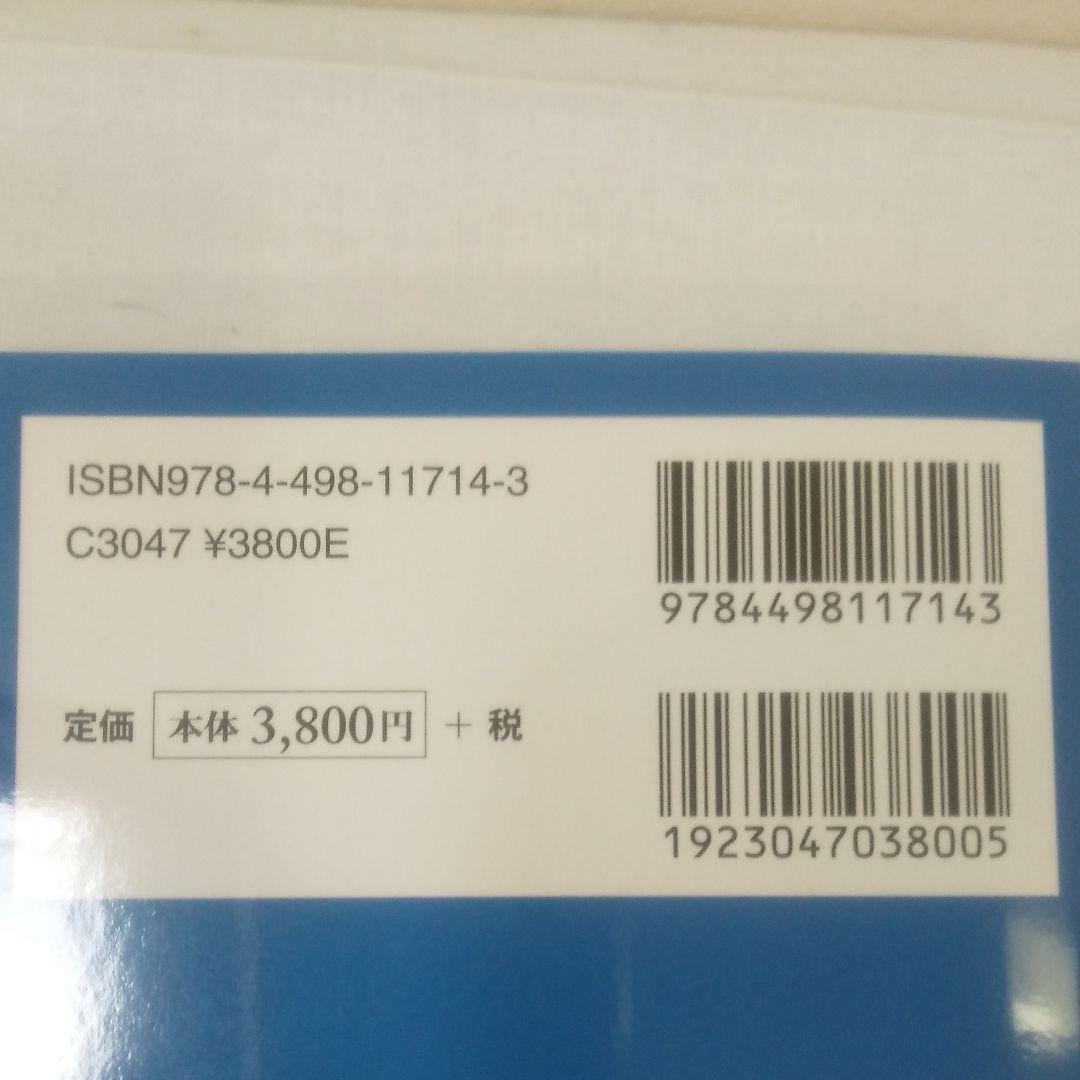 ISBN978-4-498-11714-3
C3047 ¥3800E
定価 本体 3,800円 + 税
9784498117143
1923047038005